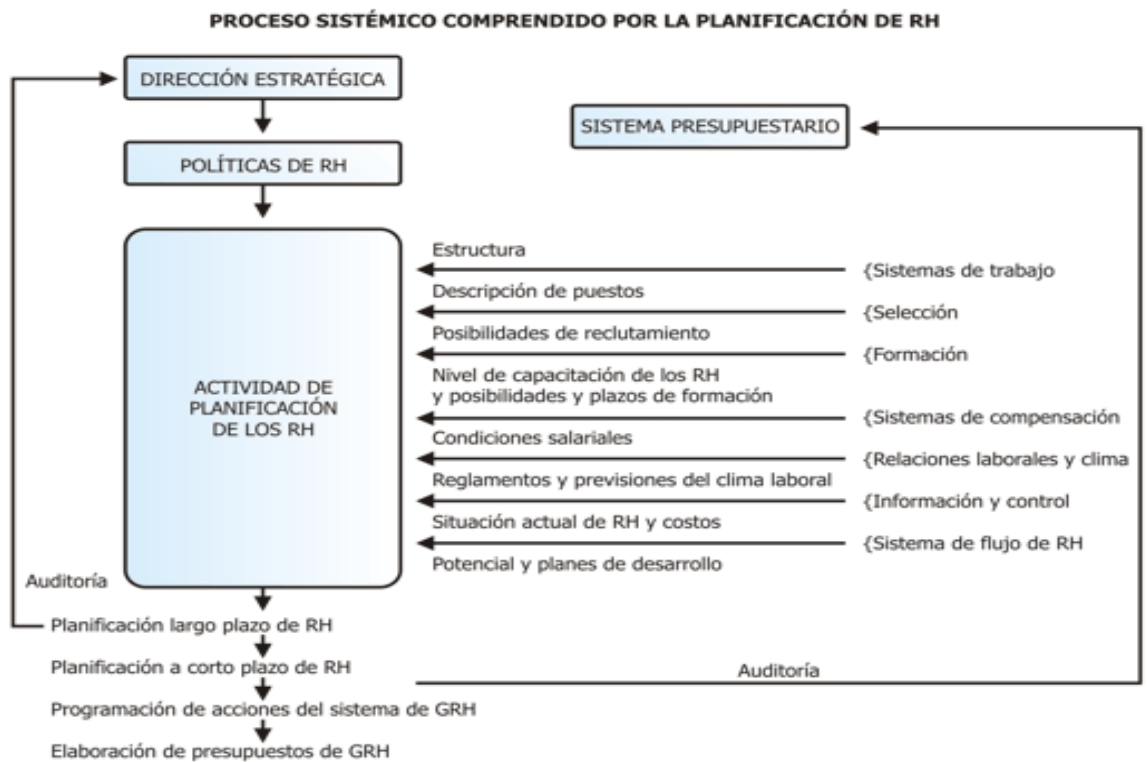 PROCESO SISTÉMICO COMPRENDIDO POR LA PLANIFICACIÓN DE RH
DIRECCIÓN ESTRATÉGICA
SISTEMA PRESUPUESTARIO
POLÍTICAS DE RH
ACTIVIDAD DE
PLANIFICACIÓN
DE LOS RH
Estructura
{Sistemas de trabajo
Descripción de puestos
{Selección
Posibilidades de reclutamiento
{Formación
Nivel de capacitación de los RH
y posibilidades y plazos de formación
{Sistemas de compensación
Condiciones salariales
{Relaciones laborales y clima
Reglamentos y previsiones del clima laboral
{Información y control
Situación actual de RH y costos
{Sistema de flujo de RH
Potencial y planes de desarrollo
Auditoría
Planificación largo plazo de RH
Planificación a corto plazo de RH
Auditoría
Programación de acciones del sistema de GRH
Elaboración de presupuestos de GRH